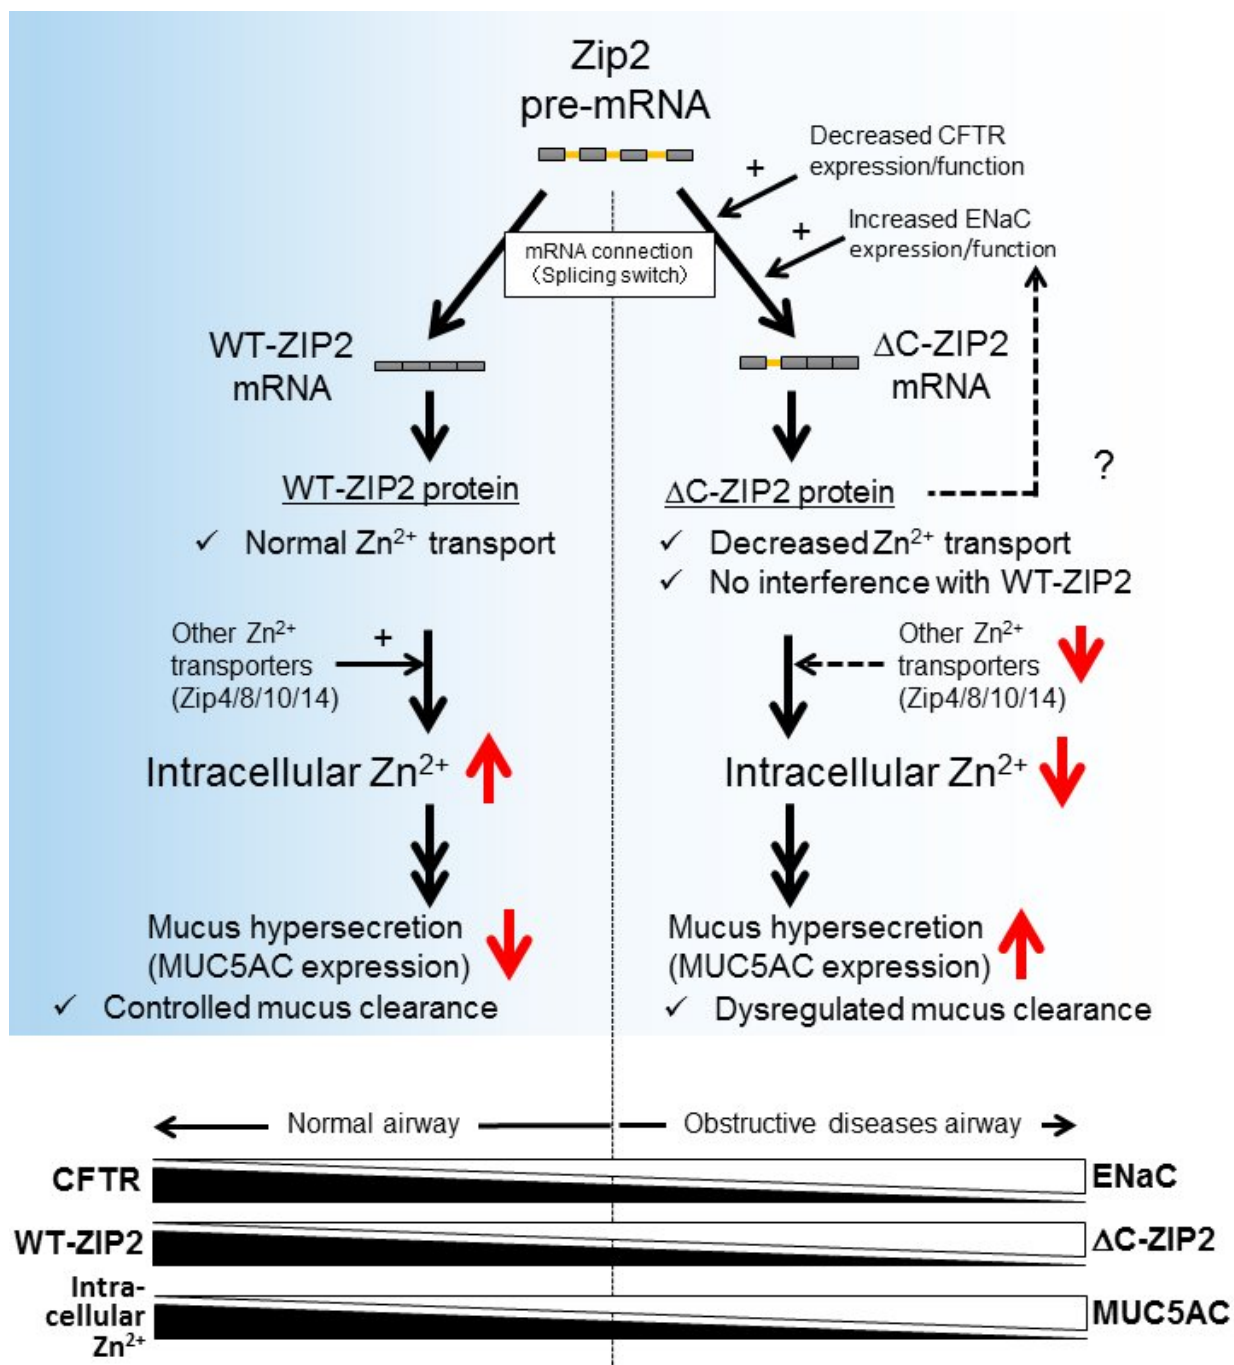 Zip2
pre-mRNA
Decreased CFTR
expression/function
+
Increased ENaC
expression/function
+
mRNA connection
(Splicing switch)
WT-ZIP2
mRNA
ΔC-ZIP2
mRNA
WT-ZIP2 protein
✓ Normal Zn²⁺ transport
ΔC-ZIP2 protein
?
✓ Decreased Zn²⁺ transport
✓ No interference with WT-ZIP2
Other Zn²⁺
transporters
(Zip4/8/10/14)
+
Other Zn²⁺
transporters
(Zip4/8/10/14)
Intracellular Zn²⁺
Intracellular Zn²⁺
Mucus hypersecretion
(MUC5AC expression)
✓ Controlled mucus clearance
Mucus hypersecretion
(MUC5AC expression)
✓ Dysregulated mucus clearance
Normal airway
Obstructive diseases airway
CFTR
ENaC
WT-ZIP2
ΔC-ZIP2
Intra-
cellular
Zn²⁺
MUC5AC